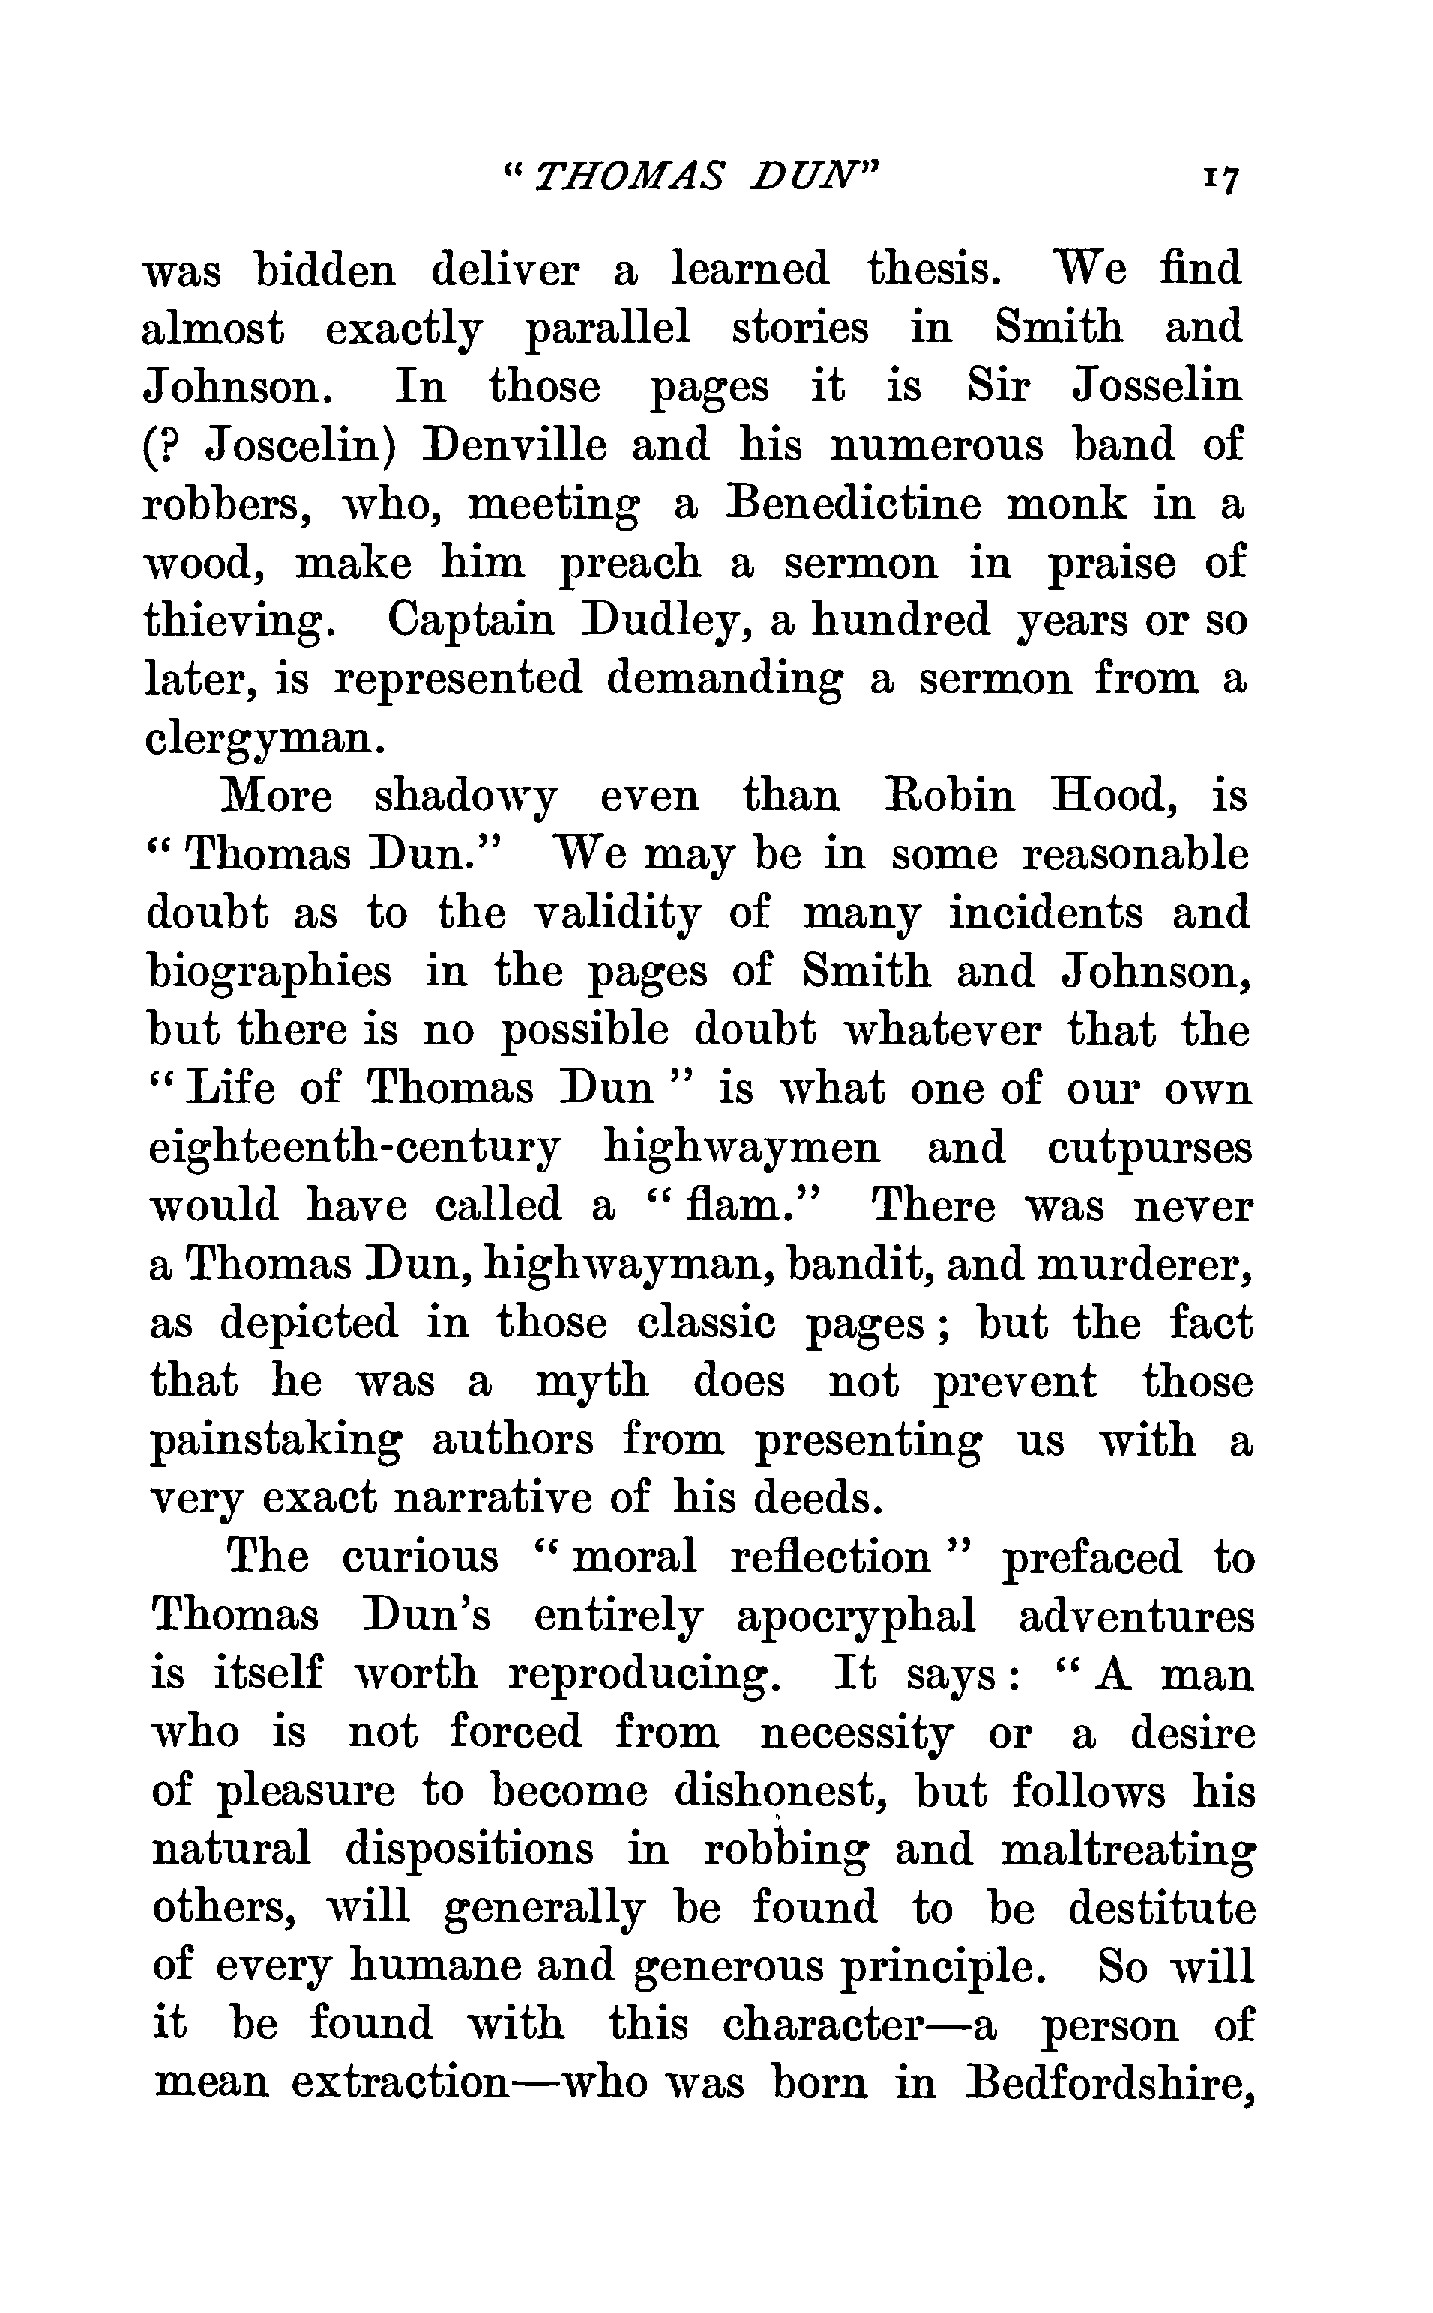 “ THOMAS DUN” 17
was bidden deliver a learned thesis. We find
almost exactly parallel stories in Smith and
Johnson. In those pages it is Sir Josselin
(? Joscelin) Denville and his numerous band of
robbers, who, meeting a Benedictine monk in a
wood, make him preach a sermon in praise of
thieving. Captain Dudley, a hundred years or so
later, is represented demanding a sermon from a
clergyman.
More shadowy even than Robin Hood, is
“ Thomas Dun.” We may be in some reasonable
doubt as to the validity of many incidents and
biographies in the pages of Smith and Johnson,
but there is no possible doubt whatever that the
“ Life of Thomas Dun ” is what one of our own
eighteenth-century highwaymen and cutpurses
would have called a “ flam.” There was never
a Thomas Dun, highwayman, bandit, and murderer,
as depicted in those classic pages ; but the fact
that he was a myth does not prevent those
painstaking authors from presenting us with a
very exact narrative of his deeds.
The curious “ moral reflection ” prefaced to
Thomas Dun’s entirely apocryphal adventures
is itself worth reproducing. It says : “ A man
who is not forced from necessity or a desire
of pleasure to become dishonest, but follows his
natural dispositions in robbing and maltreating
others, will generally be found to be destitute
of every humane and generous principle. So will
it be found with this character—a person of
mean extraction—who was born in Bedfordshire,